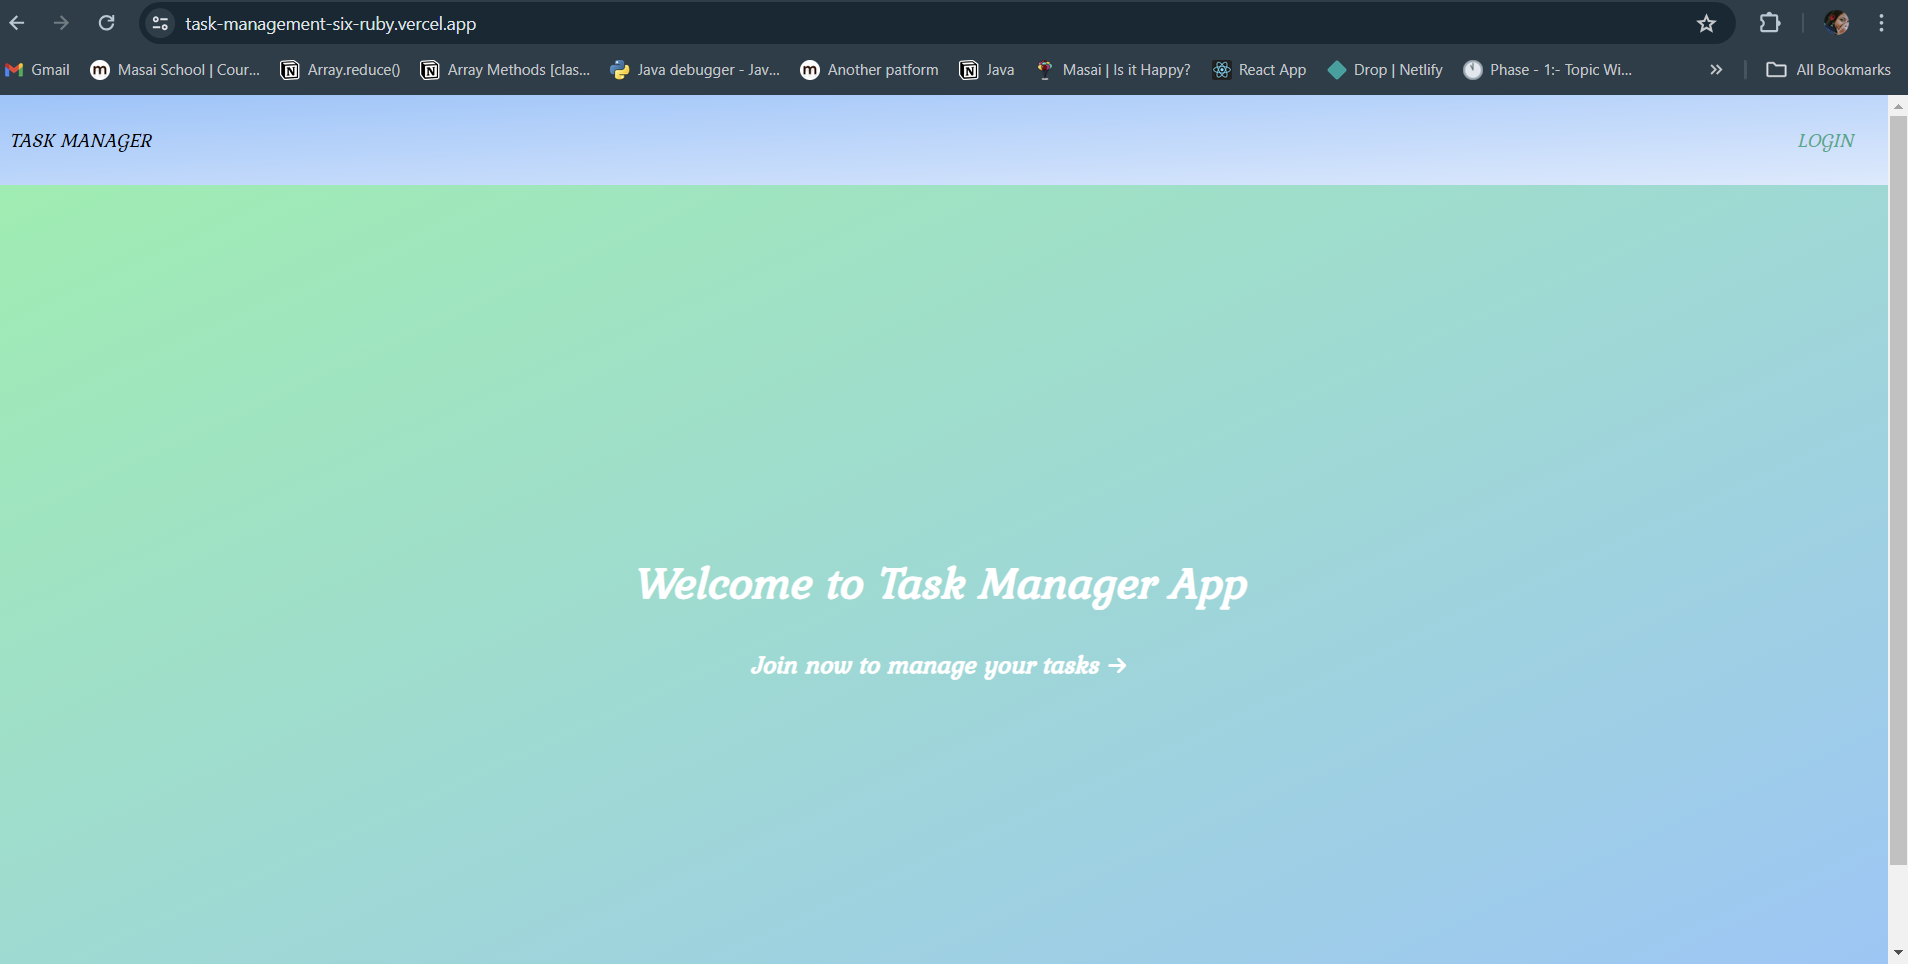 task-management-six-ruby.vercel.app
Gmail
m Masai School | Cour...
N Array.reduce()
N Array Methods [clas...
Java debugger - Jav...
m Another patform
N Java
Masai | Is it Happy?
React App
Drop | Netlify
Phase - 1:- Topic Wi...
All Bookmarks
TASK MANAGER
LOGIN
Welcome to Task Manager App
Join now to manage your tasks →